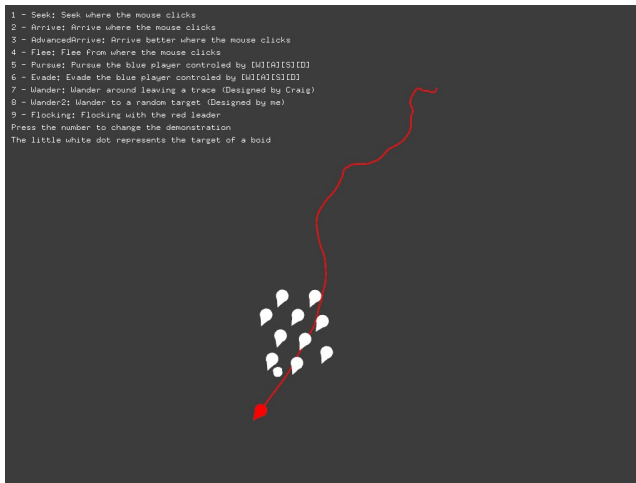 1 - Seek: Seek where the mouse clicks
2 - Arrive: Arrive where the mouse clicks
3 - AdvancedArrive: Arrive better where the mouse clicks
4 - Flee: Flee from where the mouse clicks
5 - Pursue: Pursue the blue player controled by [W][A][S][D]
6 - Evade: Evade the blue player controled by [W][A][S][D]
7 - Wander: Wander around leaving a trace (Designed by Craig)
8 - Wander2: Wander to a random target (Designed by me)
9 - Flocking: Flocking with the red leader
Press the number to change the demonstration
The little white dot represents the target of a boid